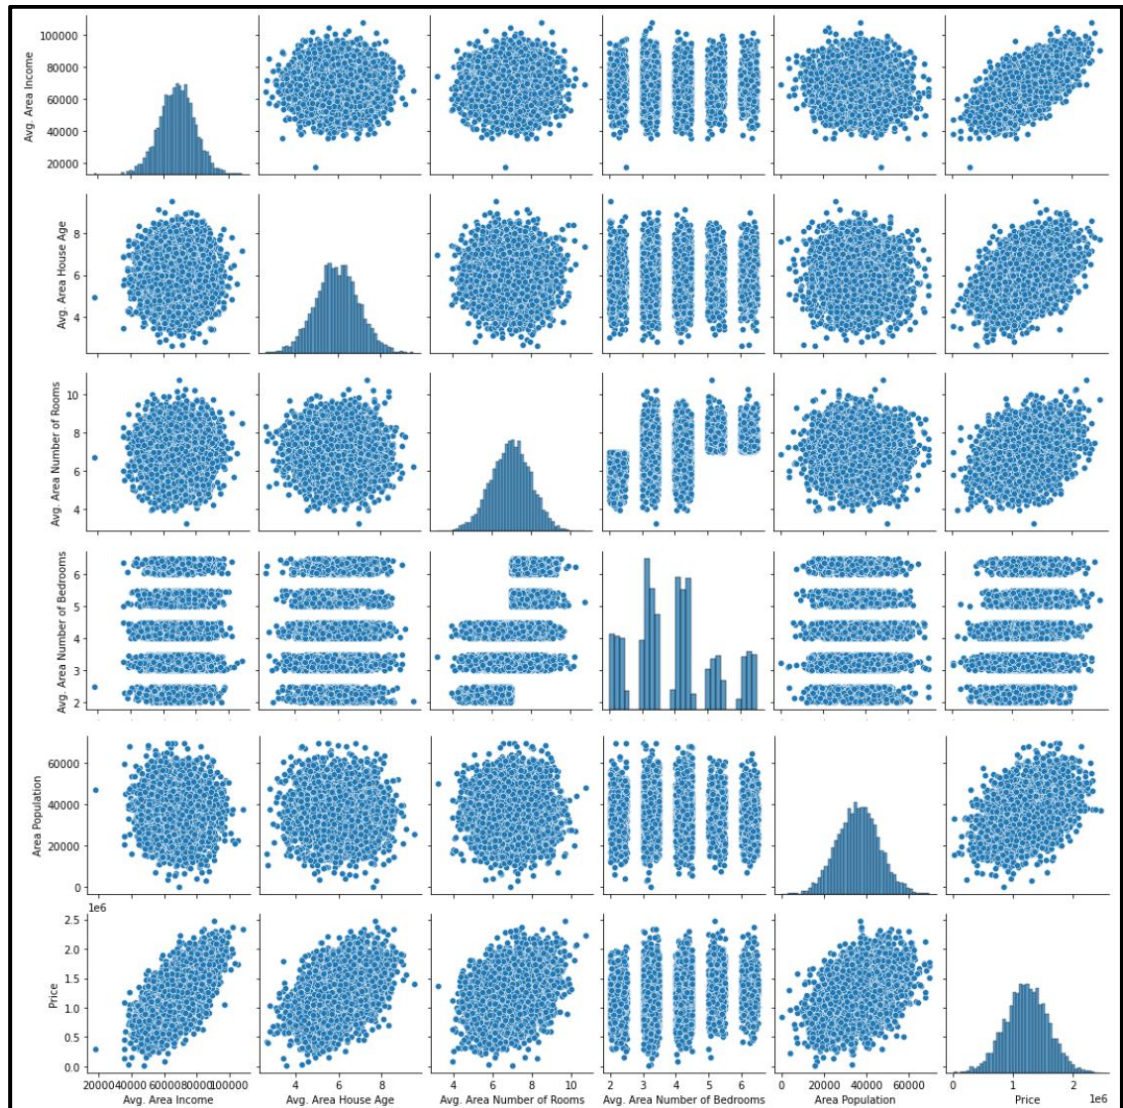 100000
80000
60000
40000
20000
Avg. Area Income
8
6
4
Avg. Area House Age
10
8
6
4
Avg. Area Number of Rooms
6
5
4
3
2
Avg. Area Number of Bedrooms
60000
40000
20000
0
Area Population
1e6
2.5
2.0
1.5
1.0
0.5
0.0
Price
20000 40000 60000 80000 100000
Avg. Area Income
4 6 8
Avg. Area House Age
4 6 8 10
Avg. Area Number of Rooms
2 3 4 5 6
Avg. Area Number of Bedrooms
0 20000 40000 60000
Area Population
0 1 2
1e6
Price